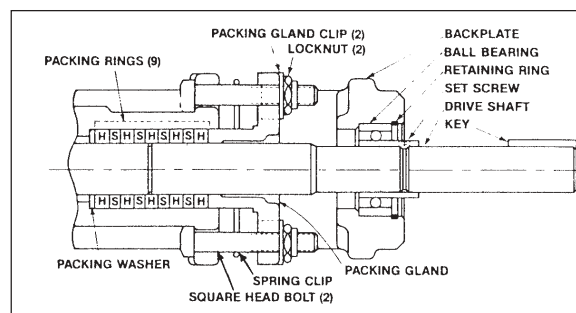 PACKING GLAND CLIP (2)
LOCKNUT (2)
PACKING RINGS (9)
BACKPLATE
BALL BEARING
RETAINING RING
SET SCREW
DRIVE SHAFT
KEY
H S H S H S H S H
H S H S H S H S H
PACKING WASHER
SPRING CLIP
SQUARE HEAD BOLT (2)
PACKING GLAND